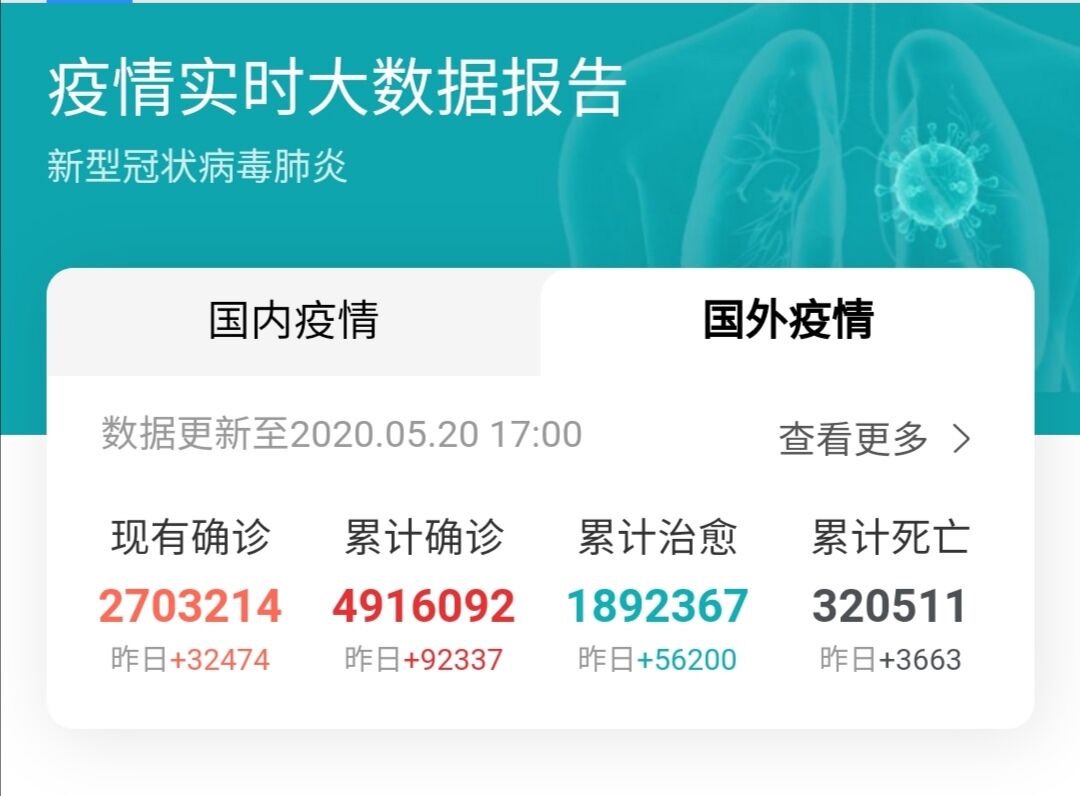 疫情实时大数据报告
新型冠状病毒肺炎
国内疫情 国外疫情
数据更新至2020.05.20 17:00 查看更多 >
现有确诊 累计确诊 累计治愈 累计死亡
2703214 4916092 1892367 320511
昨日+32474 昨日+92337 昨日+56200 昨日+3663